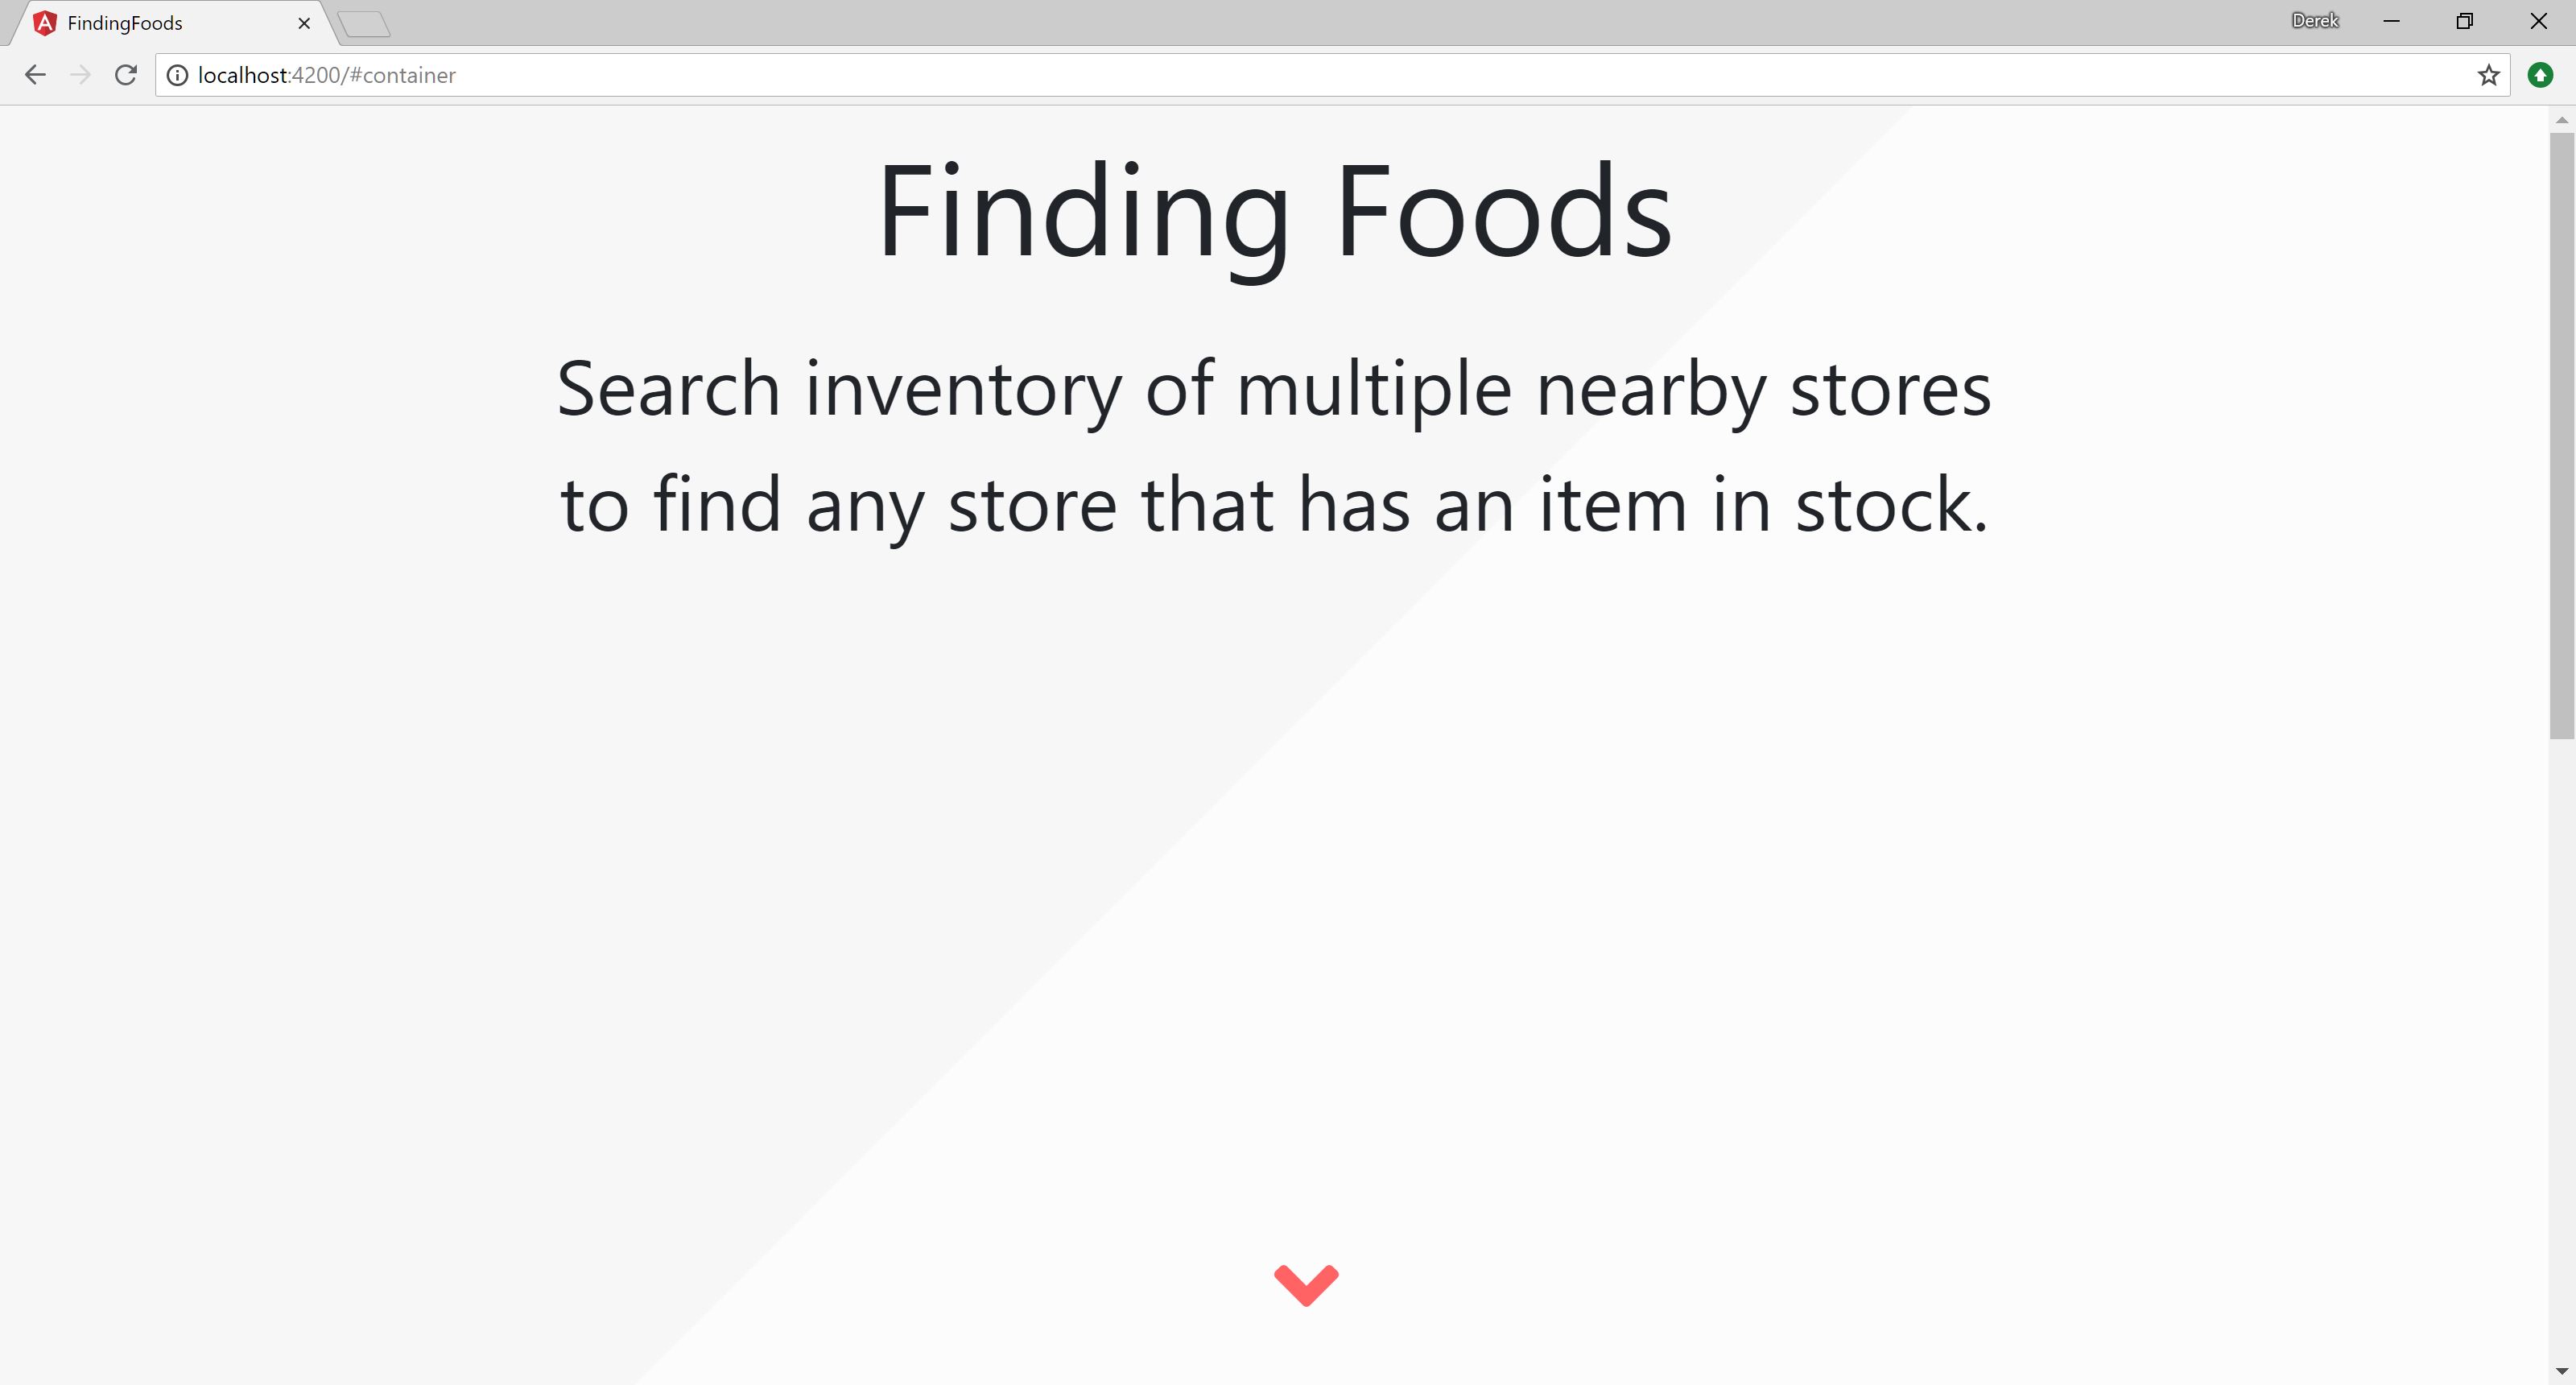 FindingFoods
Derek
localhost:4200/#container
Finding Foods
Search inventory of multiple nearby stores
to find any store that has an item in stock.